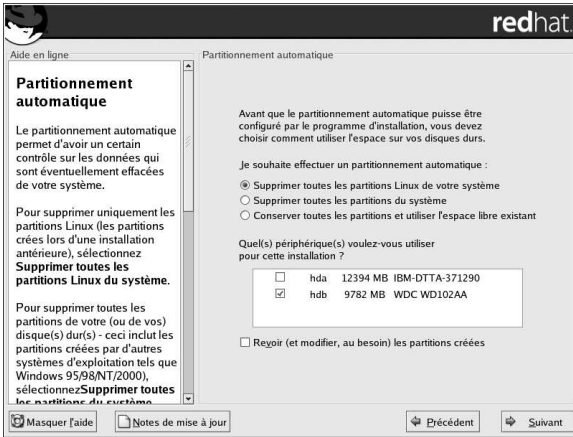 redhat.
Aide en ligne
Partitionnement
automatique
Le partitionnement automatique
permet d'avoir un certain
contrôle sur les données qui
sont éventuellement effacées
de votre système.
Pour supprimer uniquement les
partitions Linux (les partitions
crées lors d'une installation
antérieure), sélectionnez
Supprimer toutes les
partitions Linux du système.
Pour supprimer toutes les
partitions de votre (ou de vos)
disque(s) dur(s) - ceci inclut les
partitions créées par d'autres
systèmes d'exploitation tels que
Windows 95/98/NT/2000),
sélectionnezSupprimer toutes
les partitions du système
Partitionnement automatique
Avant que le partitionnement automatique puisse être
configuré par le programme d'installation, vous devez
choisir comment utiliser l'espace sur vos disques durs.
Je souhaite effectuer un partitionnement automatique :
Supprimer toutes les partitions Linux de votre système
Supprimer toutes les partitions du système
Conserver toutes les partitions et utiliser l'espace libre existant
Quel(s) périphérique(s) voulez-vous utiliser
pour cette installation ?
hda 12394 MB IBM-DTTA-371290
hdb 9782 MB WDC WD102AA
Revoir (et modifier, au besoin) les partitions créées
Masquer l'aide
Notes de mise à jour
Précédent
Suivant